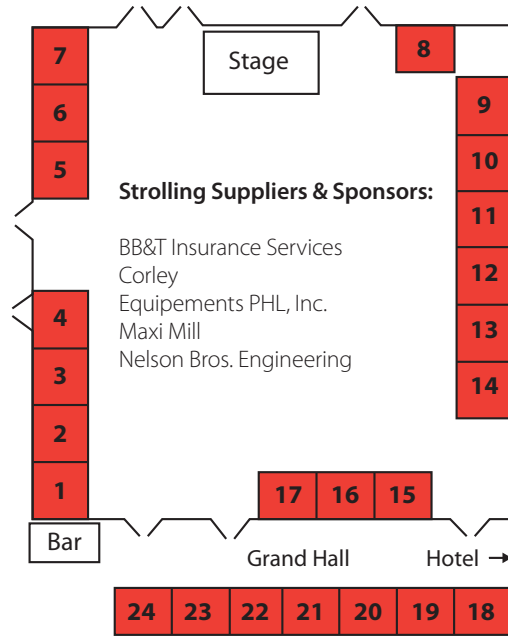 7
Stage
8
6
9
5
10
Strolling Suppliers & Sponsors:
11
BB&T Insurance Services
Corley
12
Equipements PHL, Inc.
4
Maxi Mill
13
3
Nelson Bros. Engineering
14
2
1
17 16 15
Bar
Grand Hall
Hotel →
24 23 22 21 20 19 18